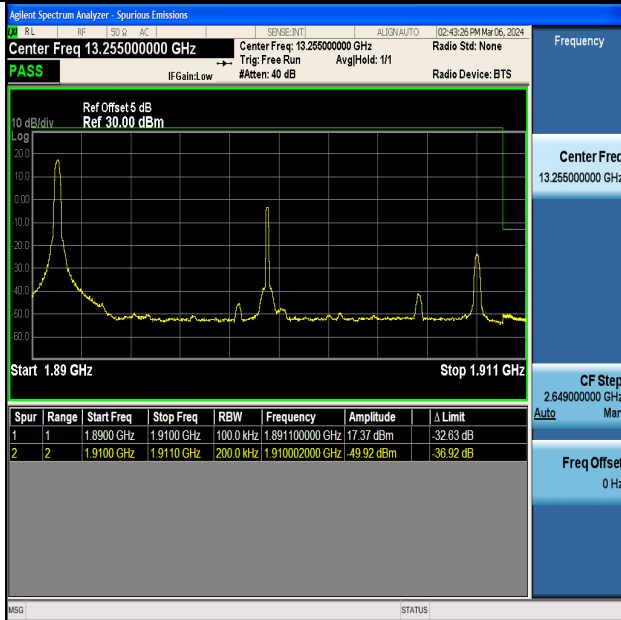 Agilent Spectrum Analyzer - Spurious Emissions
LXI RL RF 50 Ω AC SENSE:INT ALIGN AUTO 02:43:26 PM Mar 06, 2024
Center Freq 13.255000000 GHz
Center Freq: 13.255000000 GHz
Radio Std: None
Trig: Free Run Avg|Hold: 1/1
PASS
IFGain:Low
#Atten: 40 dB
Radio Device: BTS
Ref Offset 5 dB
10 dB/div Ref 30.00 dBm
Log
20.0
10.0
0.00
-10.0
-20.0
-30.0
-40.0
-50.0
-60.0
Start 1.89 GHz Stop 1.911 GHz
Spur Range Start Freq Stop Freq RBW Frequency Amplitude Δ Limit
1 1 1.8900 GHz 1.9100 GHz 100.0 kHz 1.891100000 GHz 17.37 dBm -32.63 dB
2 2 1.9100 GHz 1.9110 GHz 200.0 kHz 1.910002000 GHz -49.92 dBm -36.92 dB
Frequency
Center Freq
13.255000000 GHz
CF Step
2.649000000 GHz
Auto Man
Freq Offset
0 Hz
MSG STATUS